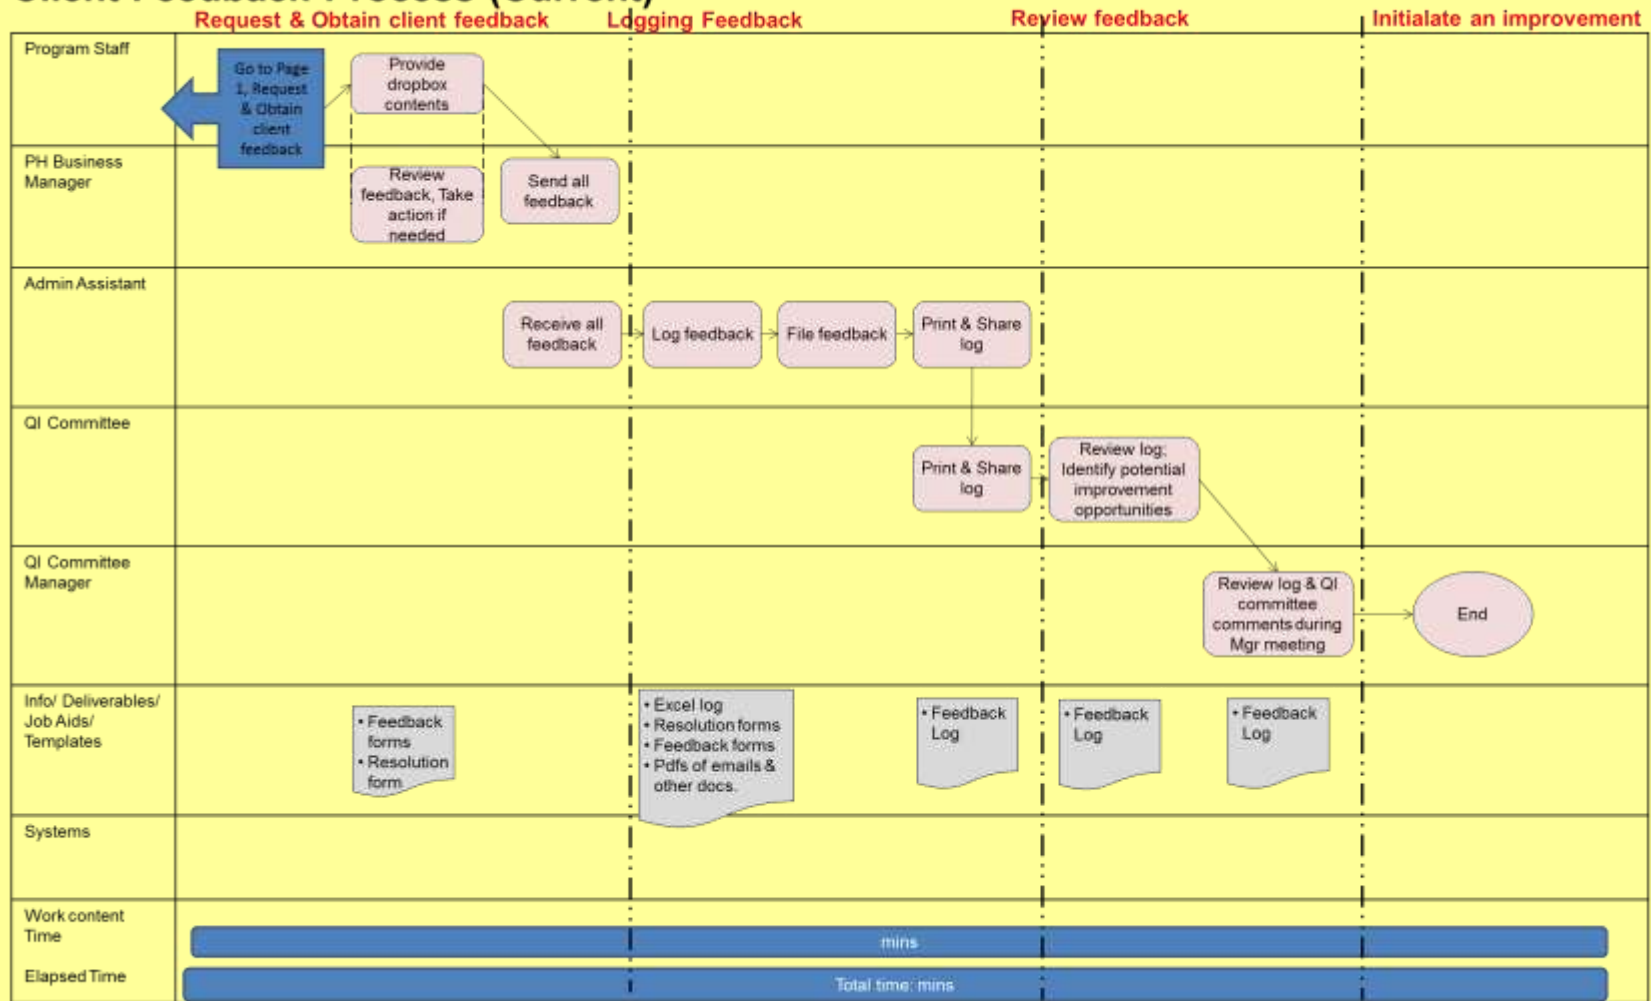 Client Feedback Process (Current)
Request & Obtain client feedback
Logging Feedback
Review feedback
Initialate an improvement
Program Staff
Go to Page
1, Request
& Obtain
client
feedback
Provide
dropbox
contents
PH Business
Manager
Review
feedback, Take
action if
needed
Send all
feedback
Admin Assistant
Receive all
feedback
Log feedback
File feedback
Print & Share
log
QI Committee
Print & Share
log
Review log;
Identify potential
improvement
opportunities
QI Committee
Manager
Review log & QI
committee
comments during
Mgr meeting
End
Info/ Deliverables/
Job Aids/
Templates
• Feedback
forms
• Resolution
form
• Excel log
• Resolution forms
• Feedback forms
• Pdfs of emails &
other docs.
• Feedback
Log
• Feedback
Log
• Feedback
Log
Systems
Work content
Time
mins
Elapsed Time
Total time: mins